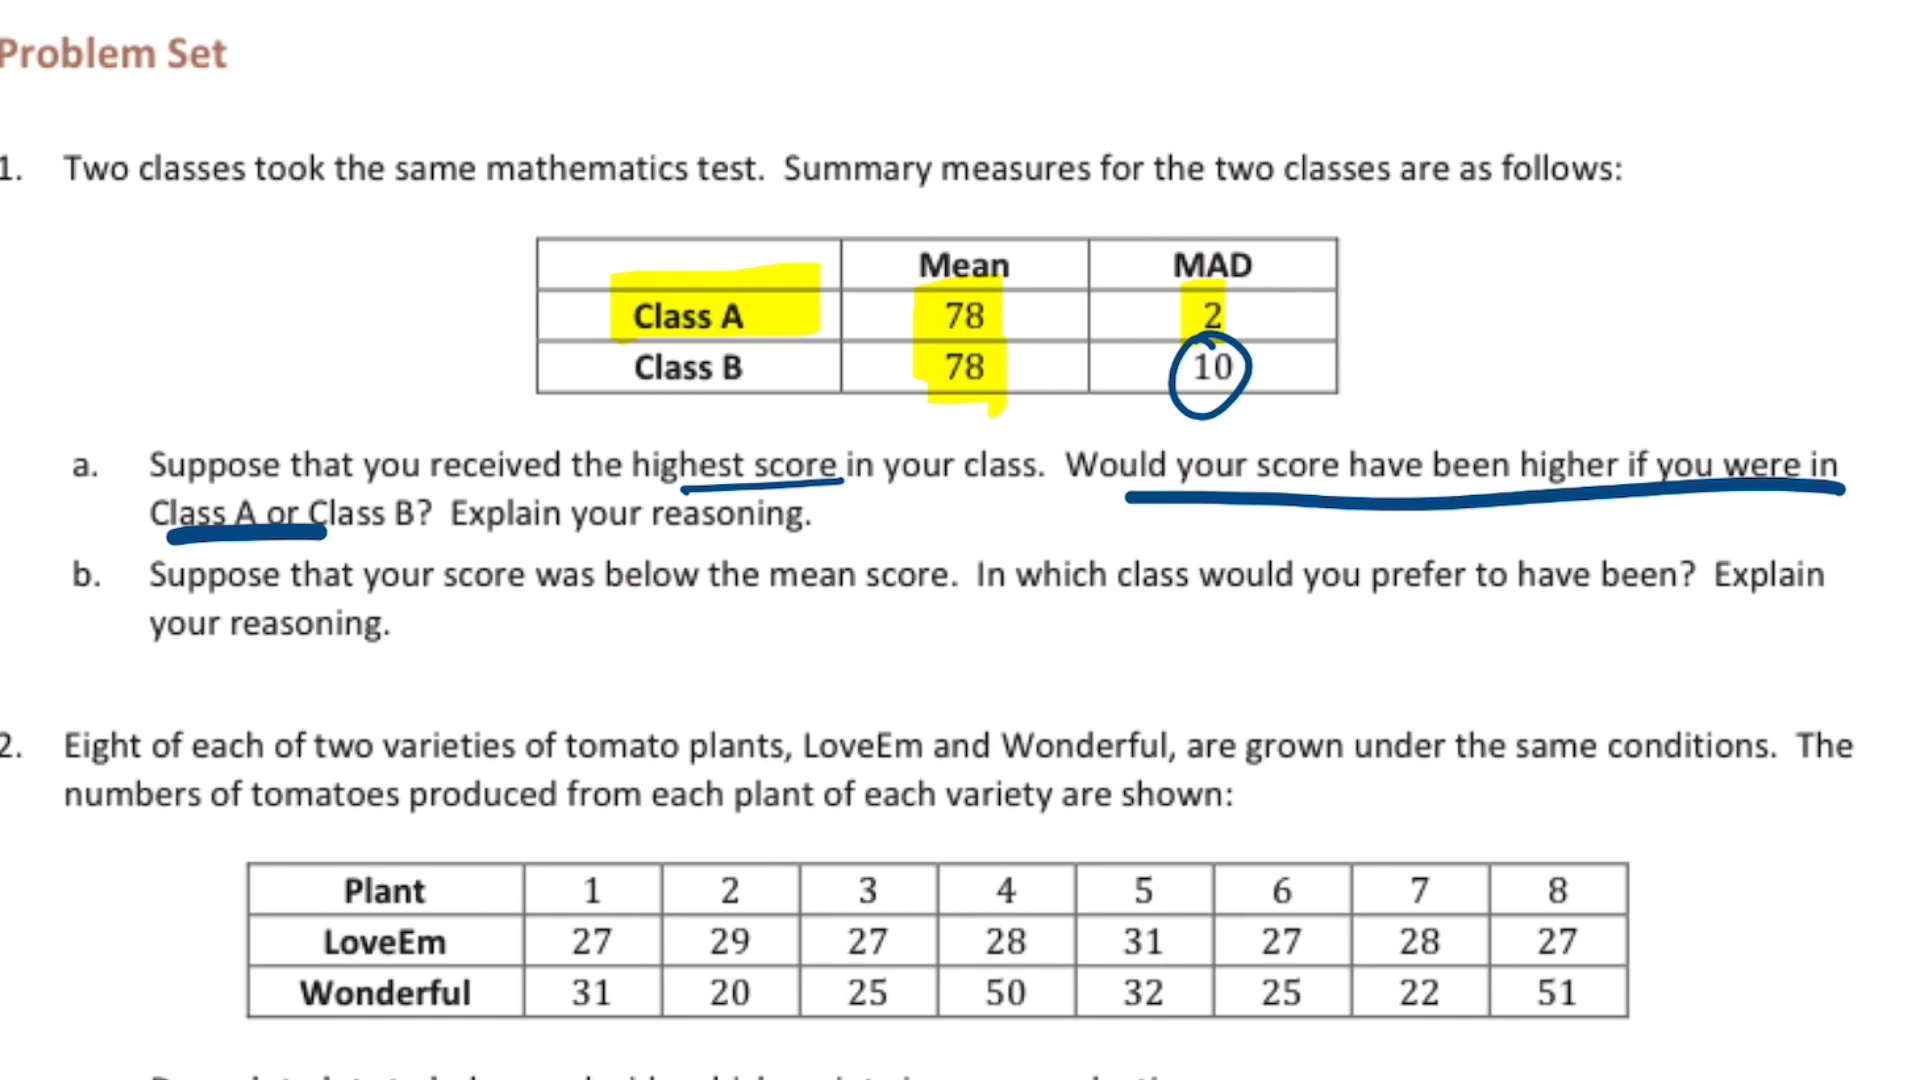 Problem Set
1. Two classes took the same mathematics test. Summary measures for the two classes are as follows:
Mean MAD
Class A 78 2
Class B 78 10
a. Suppose that you received the highest score in your class. Would your score have been higher if you were in
Class A or Class B? Explain your reasoning.
b. Suppose that your score was below the mean score. In which class would you prefer to have been? Explain
your reasoning.
2. Eight of each of two varieties of tomato plants, LoveEm and Wonderful, are grown under the same conditions. The
numbers of tomatoes produced from each plant of each variety are shown:
Plant 1 2 3 4 5 6 7 8
LoveEm 27 29 27 28 31 27 28 27
Wonderful 31 20 25 50 32 25 22 51